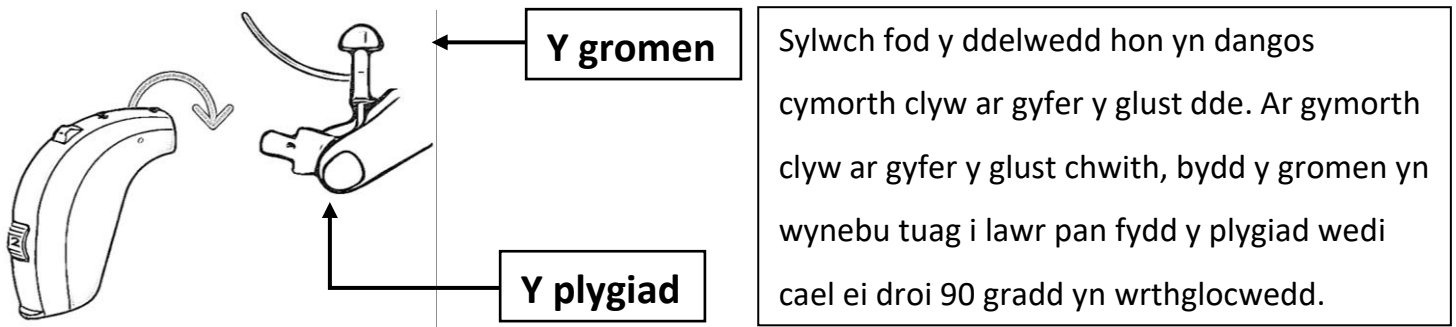 Y gromen
Y plygiad
Sylwch fod y ddelwedd hon yn dangos
cymorth clyw ar gyfer y glust dde. Ar gymorth
clyw ar gyfer y glust chwith, bydd y gromen yn
wynebu tuag i lawr pan fydd y plygiad wedi
cael ei droi 90 gradd yn wrthglocwedd.